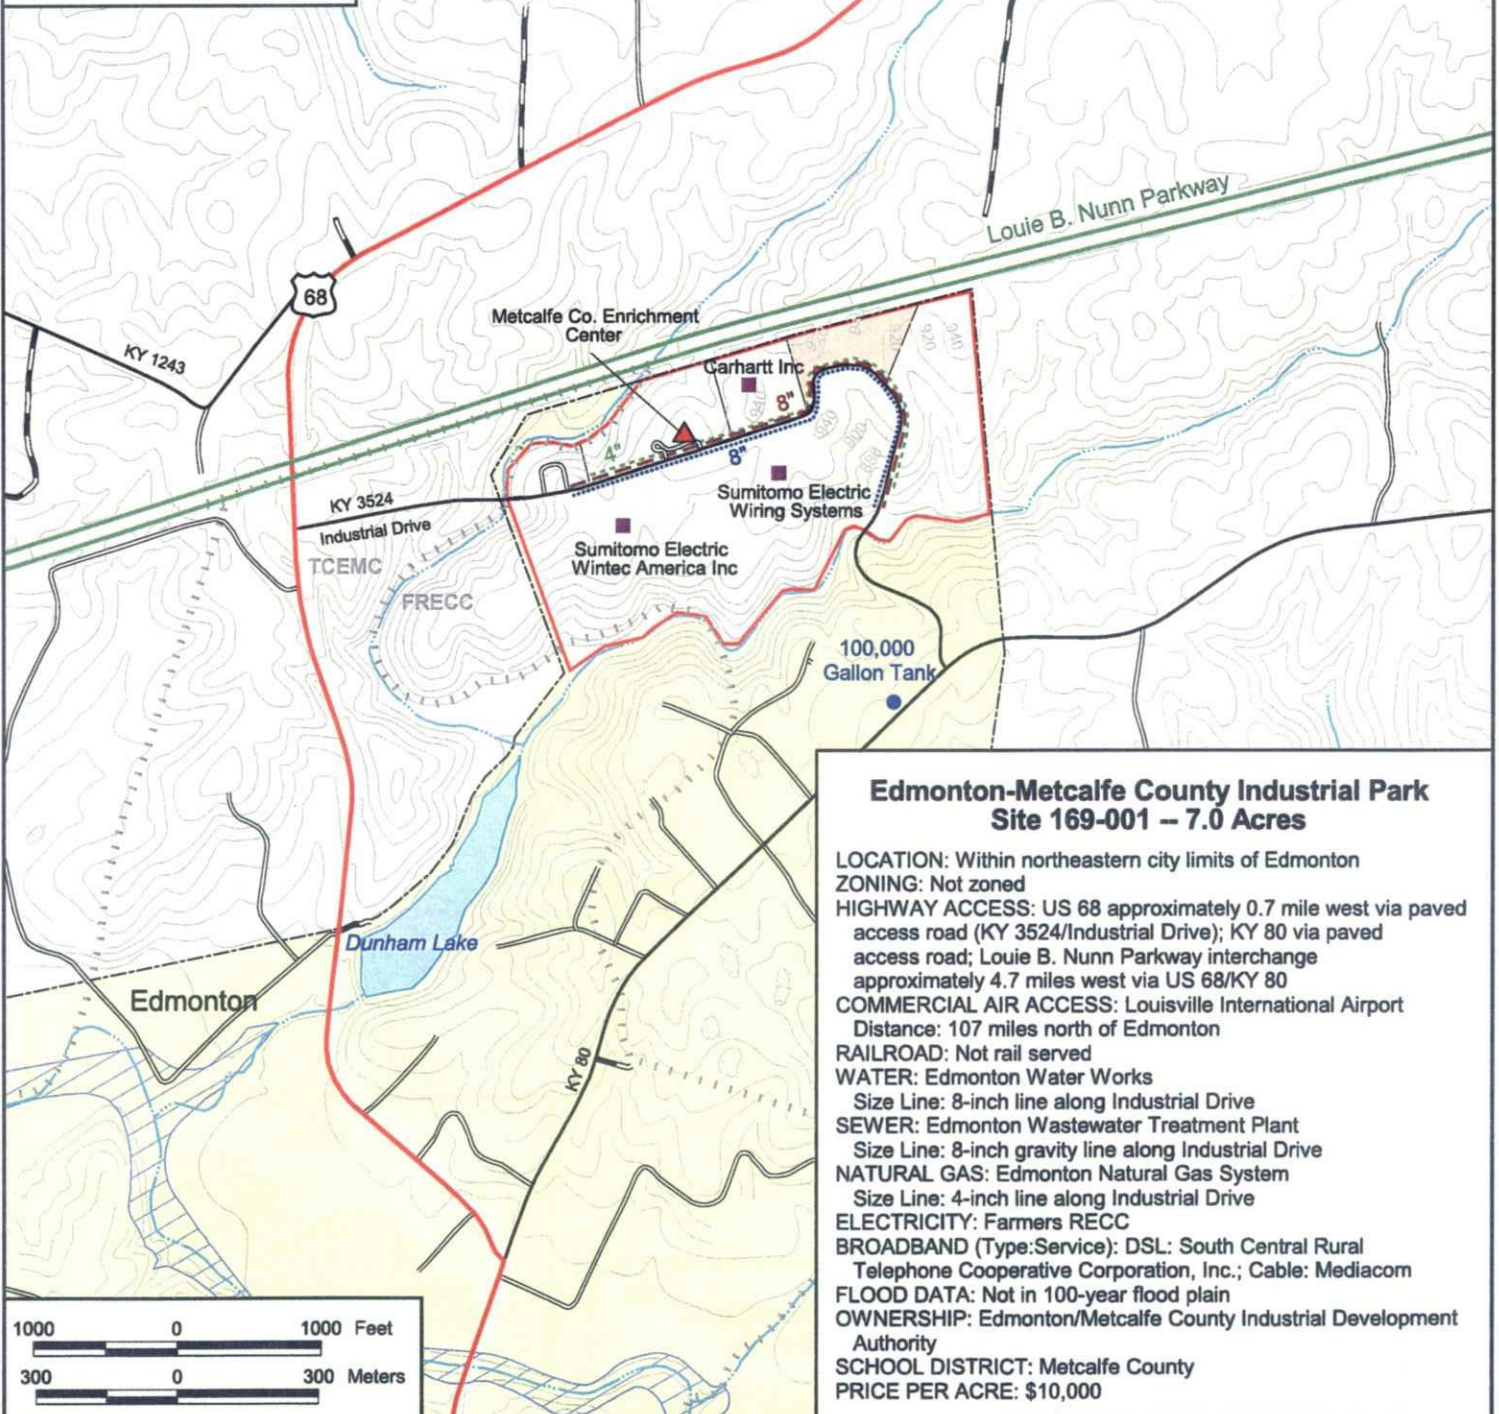 Louie B. Nunn Parkway
68
Metcalfe Co. Enrichment
Center
KY 1243
Carhartt Inc
920
920
940
940
8"
940
900
4"
8"
KY 3524
Industrial Drive
Sumitomo Electric
Wiring Systems
Sumitomo Electric
Wintec America Inc
TCEMC
FRECC
100,000
Gallon Tank
Dunham Lake
Edmonton
KY 80
Edmonton-Metcalfe County Industrial Park
Site 169-001 -- 7.0 Acres
LOCATION: Within northeastern city limits of Edmonton
ZONING: Not zoned
HIGHWAY ACCESS: US 68 approximately 0.7 mile west via paved
access road (KY 3524/Industrial Drive); KY 80 via paved
access road; Louie B. Nunn Parkway interchange
approximately 4.7 miles west via US 68/KY 80
COMMERCIAL AIR ACCESS: Louisville International Airport
Distance: 107 miles north of Edmonton
RAILROAD: Not rail served
WATER: Edmonton Water Works
Size Line: 8-inch line along Industrial Drive
SEWER: Edmonton Wastewater Treatment Plant
Size Line: 8-inch gravity line along Industrial Drive
NATURAL GAS: Edmonton Natural Gas System
Size Line: 4-inch line along Industrial Drive
ELECTRICITY: Farmers RECC
BROADBAND (Type:Service): DSL: South Central Rural
Telephone Cooperative Corporation, Inc.; Cable: Mediacom
FLOOD DATA: Not in 100-year flood plain
OWNERSHIP: Edmonton/Metcalfe County Industrial Development
Authority
SCHOOL DISTRICT: Metcalfe County
PRICE PER ACRE: $10,000
1000 0 1000 Feet
300 0 300 Meters